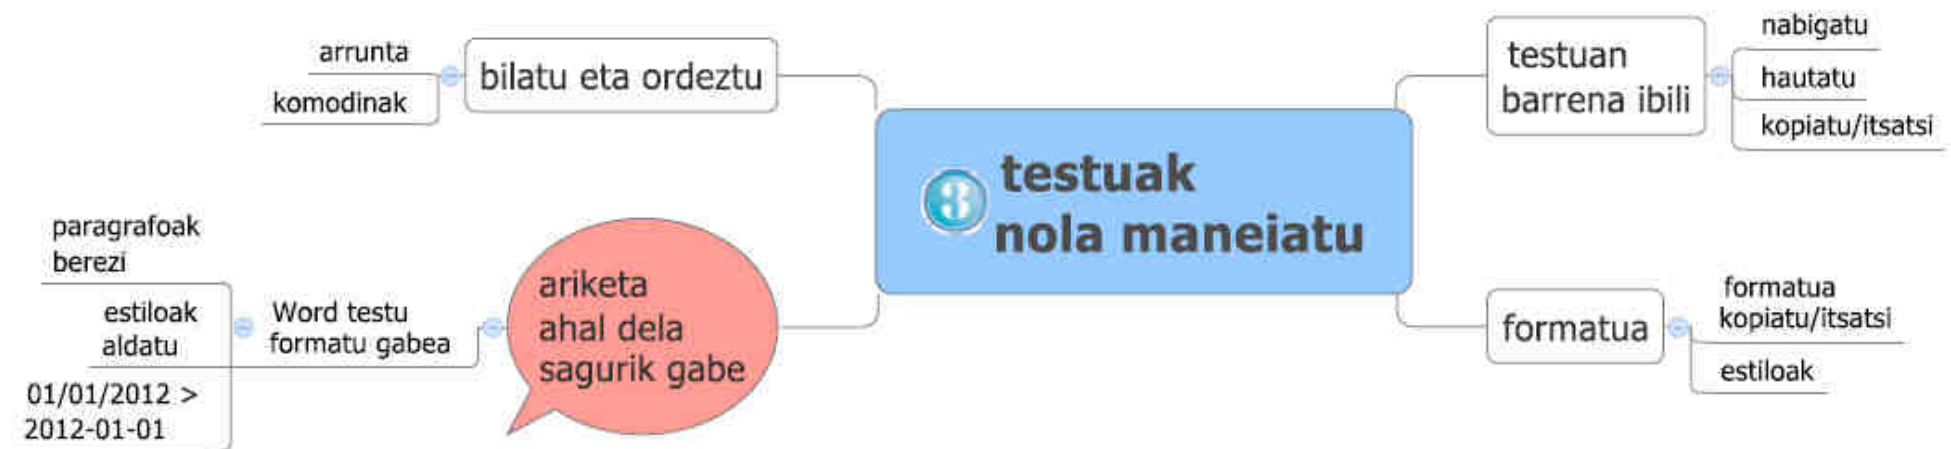 3
testuak
nola maneiatu
testuan
barrena ibili
nabigatu
hautatu
kopiatu/itsatsi
formatua
formatua
kopiatu/itsatsi
estiloak
bilatu eta ordeztu
arrunta
komodinak
ariketa
ahal dela
sagurik gabe
Word testu
formatu gabea
paragrafoak
berezi
estiloak
aldatu
01/01/2012 >
2012-01-01